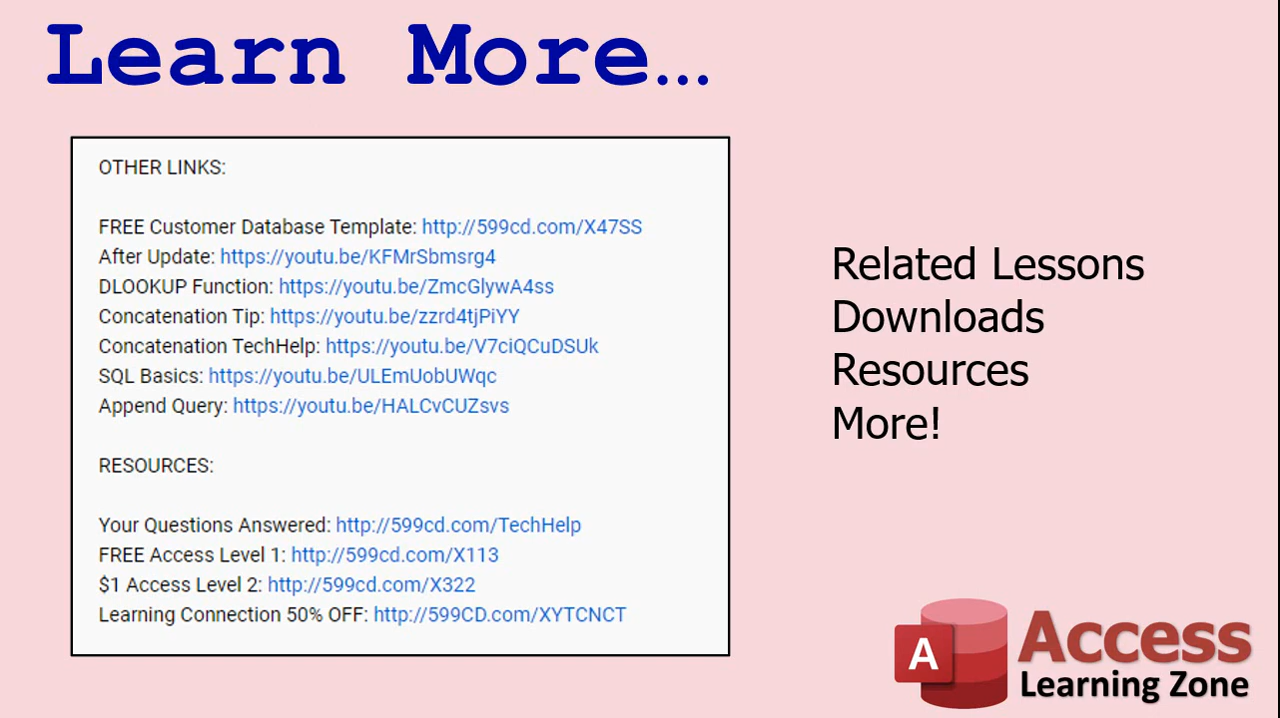 Learn More...
OTHER LINKS:
FREE Customer Database Template: http://599cd.com/X47SS
After Update: https://youtu.be/KFMrSbmsrg4
DLOOKUP Function: https://youtu.be/ZmcGlywA4ss
Concatenation Tip: https://youtu.be/zzrd4tjPiYY
Concatenation TechHelp: https://youtu.be/V7ciQCuDSUk
SQL Basics: https://youtu.be/ULEmUobUWqc
Append Query: https://youtu.be/HALCvCUZsvs
RESOURCES:
Your Questions Answered: http://599cd.com/TechHelp
FREE Access Level 1: http://599cd.com/X113
$1 Access Level 2: http://599cd.com/X322
Learning Connection 50% OFF: http://599CD.com/XYTCNCT
Related Lessons
Downloads
Resources
More!
A
Access
Learning Zone